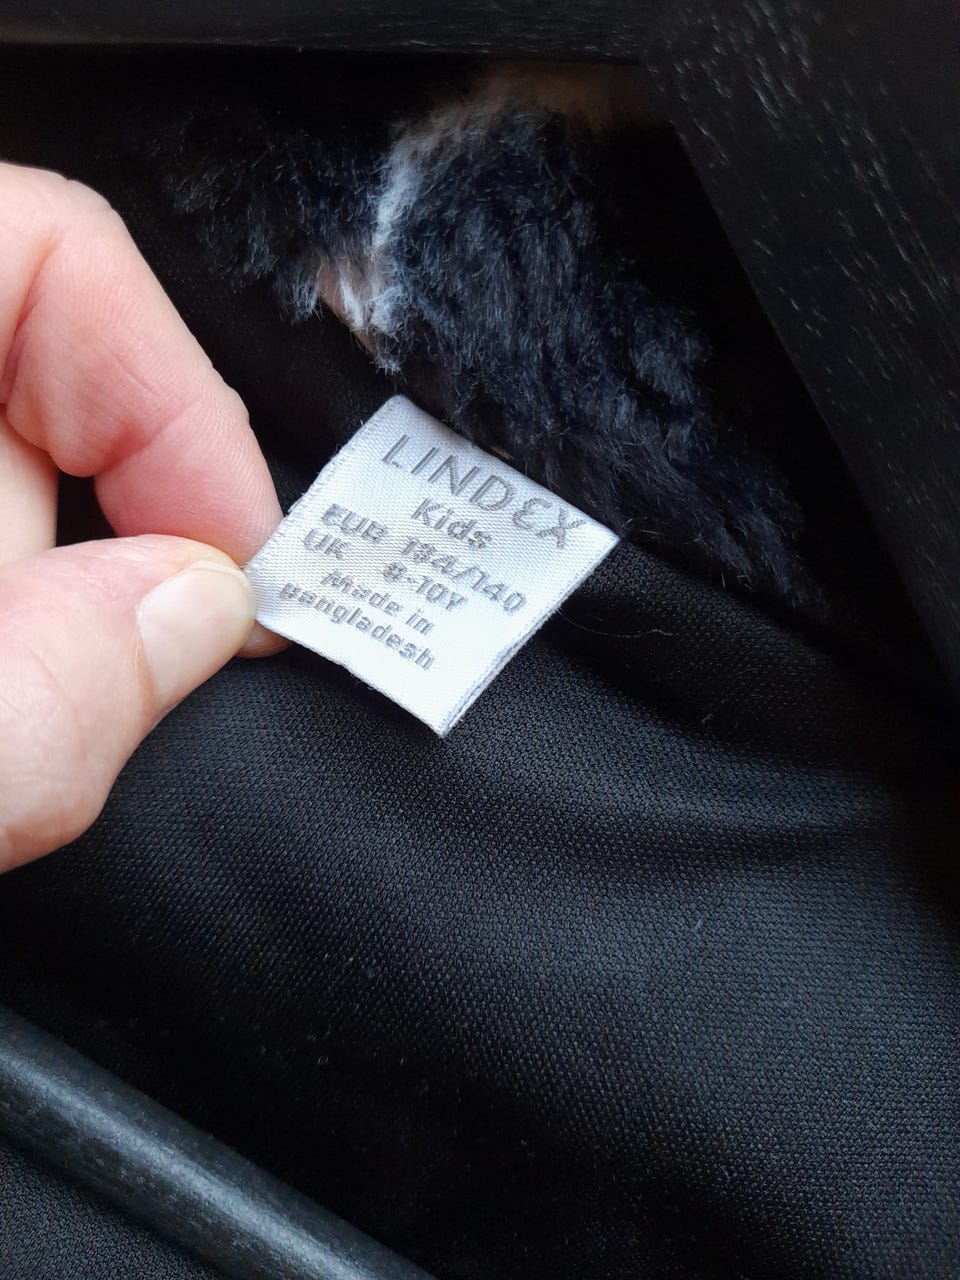 LINDEX
Kids
EUR 134/140
UK 8-10Y
Made in
Bangladesh